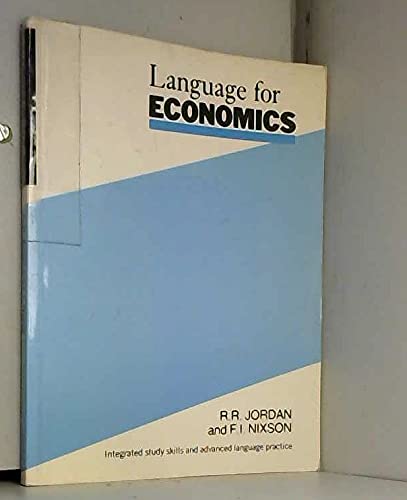 Language for
ECONOMICS
R.R. JORDAN
and F.I. NIXSON
Integrated study skills and advanced language practice